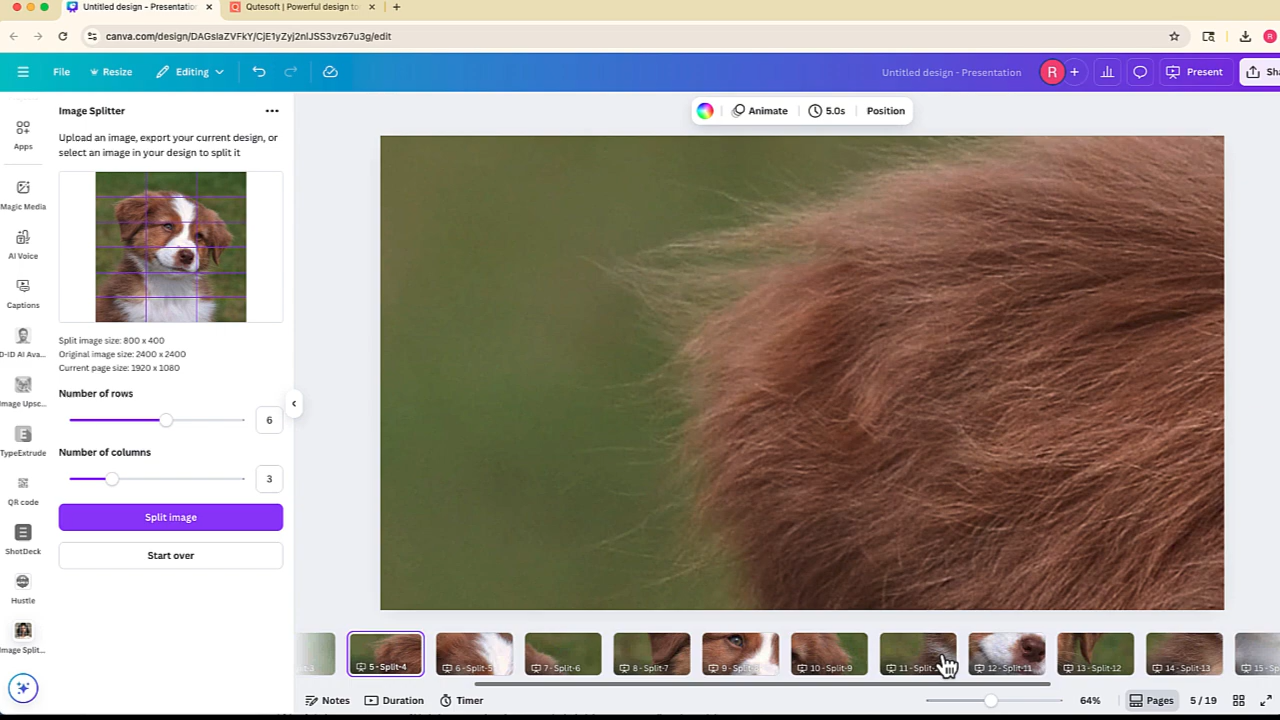 Untitled design - Presentation
Qutesoft | Powerful design to
canva.com/design/DAGsIaZVFkY/CjE1yZyj2nlJSS3vz67u3g/edit
R
File
Resize
Editing
Untitled design - Presentation
R
Present
Sha
Apps
Magic Media
AI Voice
Captions
D-ID AI Ava...
Image Upsc...
TypeExtrude
QR code
ShotDeck
Hustle
Image Split...
Image Splitter
Upload an image, export your current design, or
select an image in your design to split it
Split image size: 800 x 400
Original image size: 2400 x 2400
Current page size: 1920 x 1080
Number of rows
6
Number of columns
3
Split image
Start over
Animate
5.0s
Position
5 - Split-4
6 - Split-5
7 - Split-6
8 - Split-7
10 - Split-9
12 - Split-11
13 - Split-12
14 - Split-13
Notes
Duration
Timer
64%
Pages
5 / 19